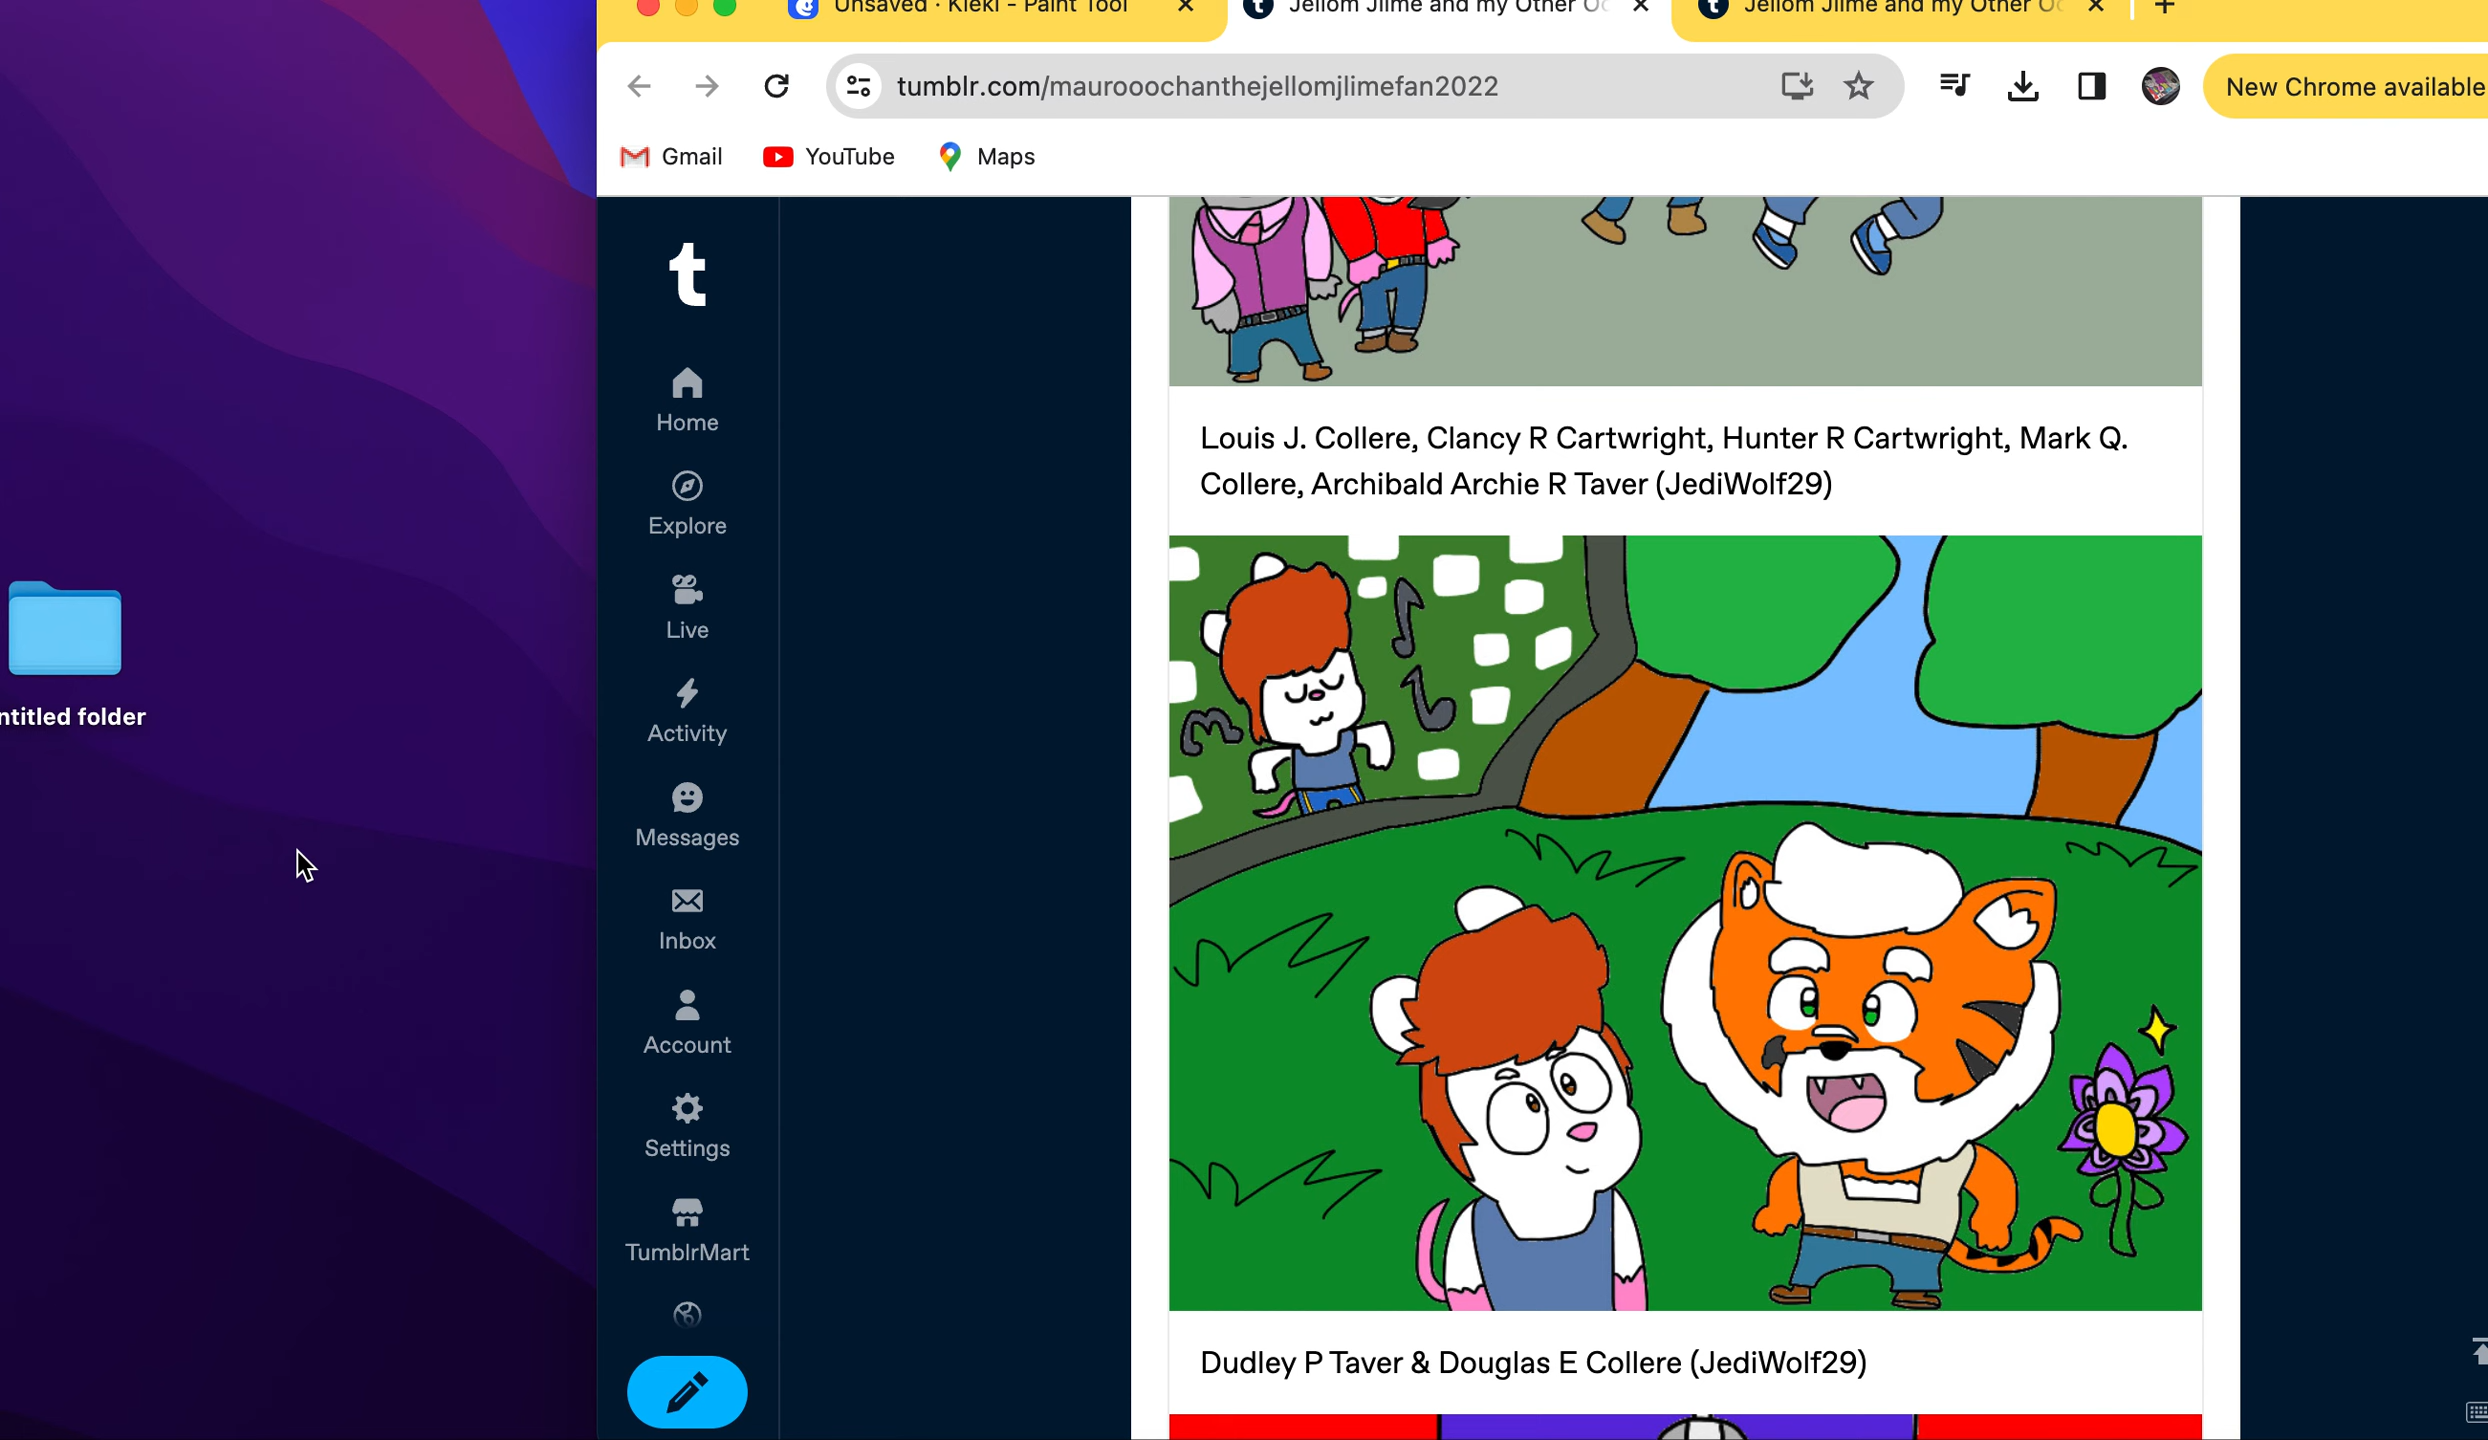 Unsaved · Kleki - Paint Tool
Jellom Jlime and my Other Oc
Jellom Jlime and my Other Oc
tumblr.com/maurooochanthejellomjlimefan2022
New Chrome available
Gmail
YouTube
Maps
t
Home
Explore
Live
Activity
Messages
Inbox
Account
Settings
TumblrMart
ntitled folder
Louis J. Collere, Clancy R Cartwright, Hunter R Cartwright, Mark Q.
Collere, Archibald Archie R Taver (JediWolf29)
Dudley P Taver & Douglas E Collere (JediWolf29)